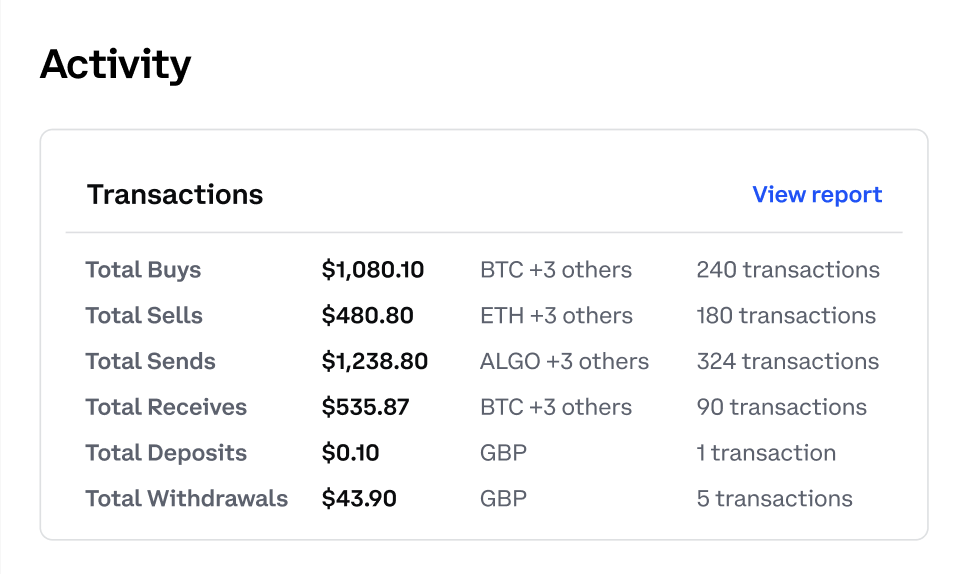 Activity
Transactions View report
Total Buys $1,080.10 BTC +3 others 240 transactions
Total Sells $480.80 ETH +3 others 180 transactions
Total Sends $1,238.80 ALGO +3 others 324 transactions
Total Receives $535.87 BTC +3 others 90 transactions
Total Deposits $0.10 GBP 1 transaction
Total Withdrawals $43.90 GBP 5 transactions